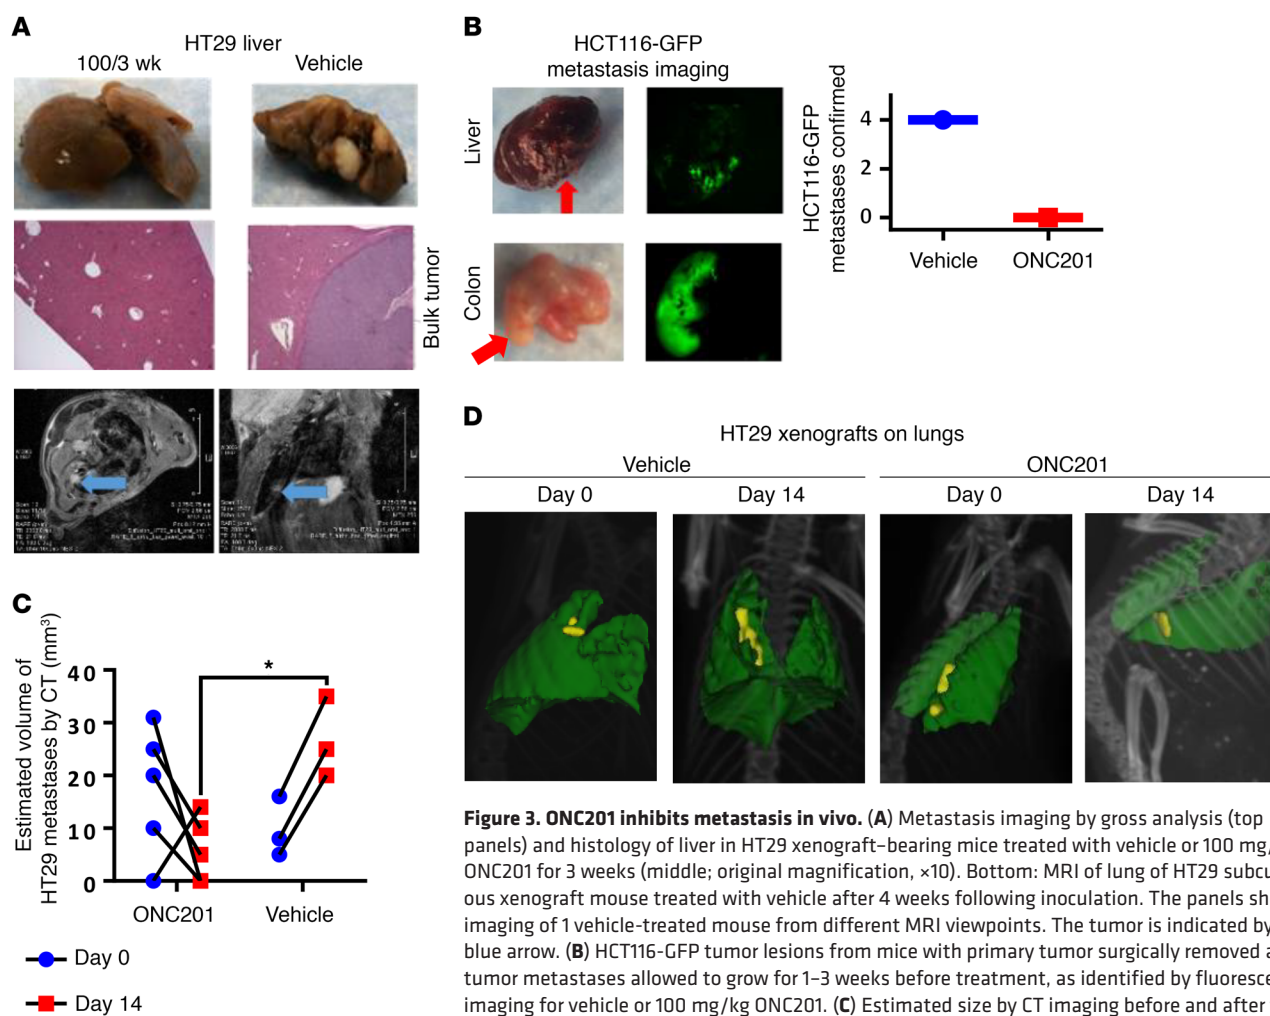 A
HT29 liver
100/3 wk
Vehicle
Bulk tumor
B
HCT116-GFP
metastasis imaging
Liver
Colon
HCT116-GFP
metastases confirmed
4
2
0
Vehicle
ONC201
C
Estimated volume of
HT29 metastases by CT (mm³)
40
30
20
10
0
*
ONC201
Vehicle
Day 0
Day 14
D
HT29 xenografts on lungs
Vehicle
ONC201
Day 0
Day 14
Day 0
Day 14
Figure 3. ONC201 inhibits metastasis in vivo. (A) Metastasis imaging by gross analysis (top
panels) and histology of liver in HT29 xenograft–bearing mice treated with vehicle or 100 mg/
ONC201 for 3 weeks (middle; original magnification, ×10). Bottom: MRI of lung of HT29 subcu
ous xenograft mouse treated with vehicle after 4 weeks following inoculation. The panels sh
imaging of 1 vehicle-treated mouse from different MRI viewpoints. The tumor is indicated by
blue arrow. (B) HCT116-GFP tumor lesions from mice with primary tumor surgically removed a
tumor metastases allowed to grow for 1–3 weeks before treatment, as identified by fluoresce
imaging for vehicle or 100 mg/kg ONC201. (C) Estimated size by CT imaging before and after